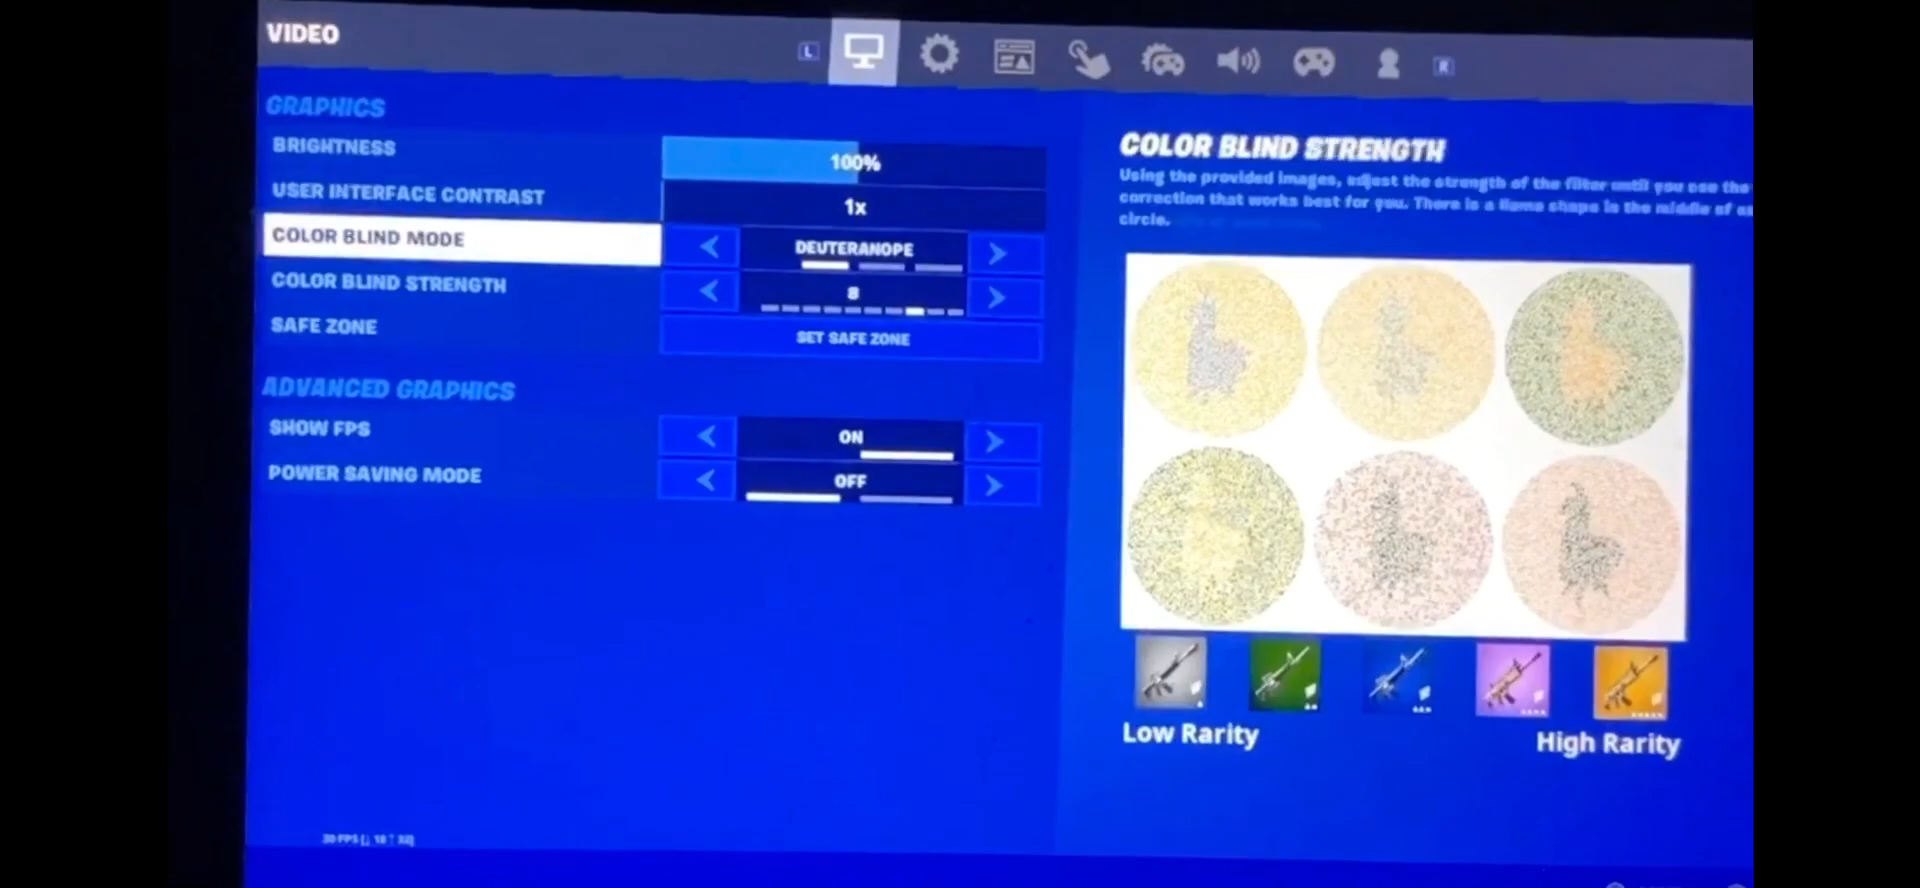 VIDEO
L
R
GRAPHICS
BRIGHTNESS
100%
USER INTERFACE CONTRAST
1x
COLOR BLIND MODE
DEUTERANOPE
COLOR BLIND STRENGTH
8
SAFE ZONE
SET SAFE ZONE
ADVANCED GRAPHICS
SHOW FPS
ON
POWER SAVING MODE
OFF
COLOR BLIND STRENGTH
Using the provided images, adjust the strength of the filter until you see the
correction that works best for you. There is a llama shape in the middle of
circle.
Low Rarity
High Rarity
30 FPS